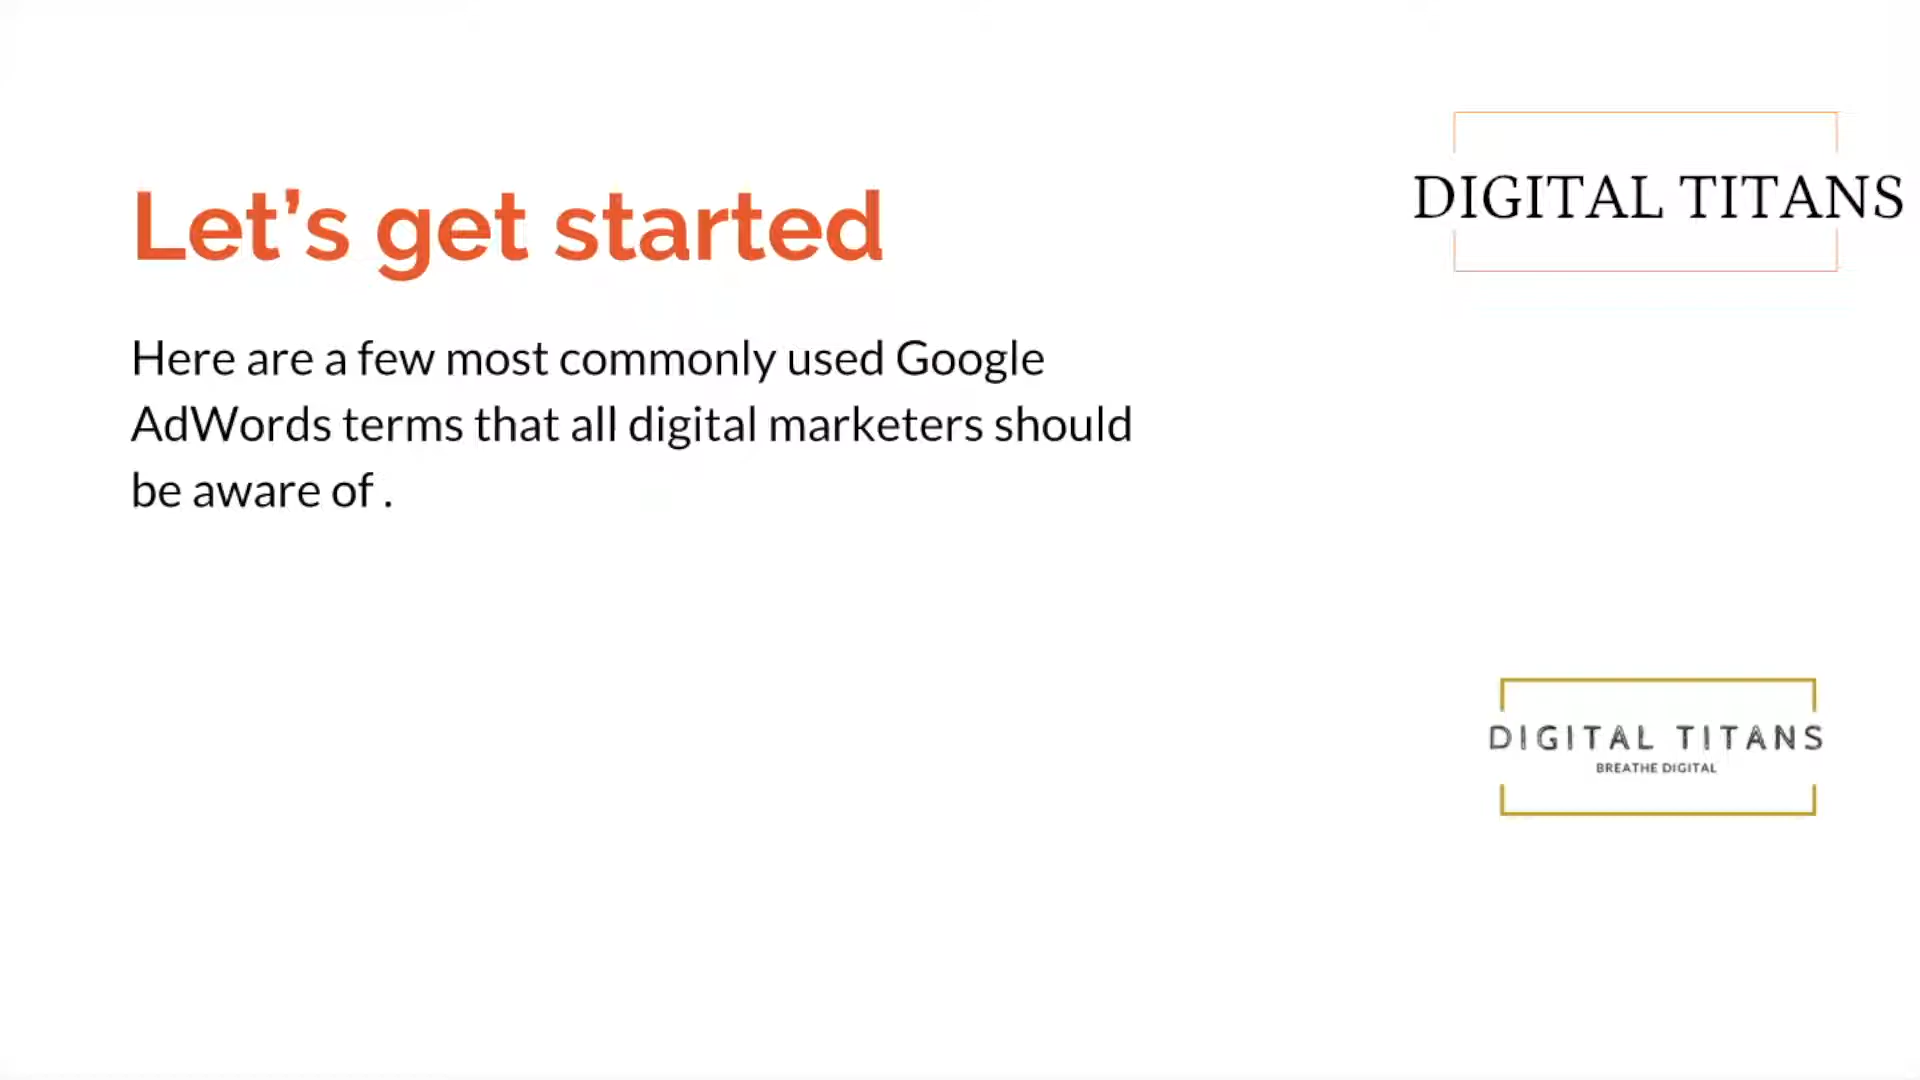 Let's get started
Here are a few most commonly used Google
AdWords terms that all digital marketers should
be aware of .
DIGITAL TITANS
DIGITAL TITANS
BREATHE DIGITAL